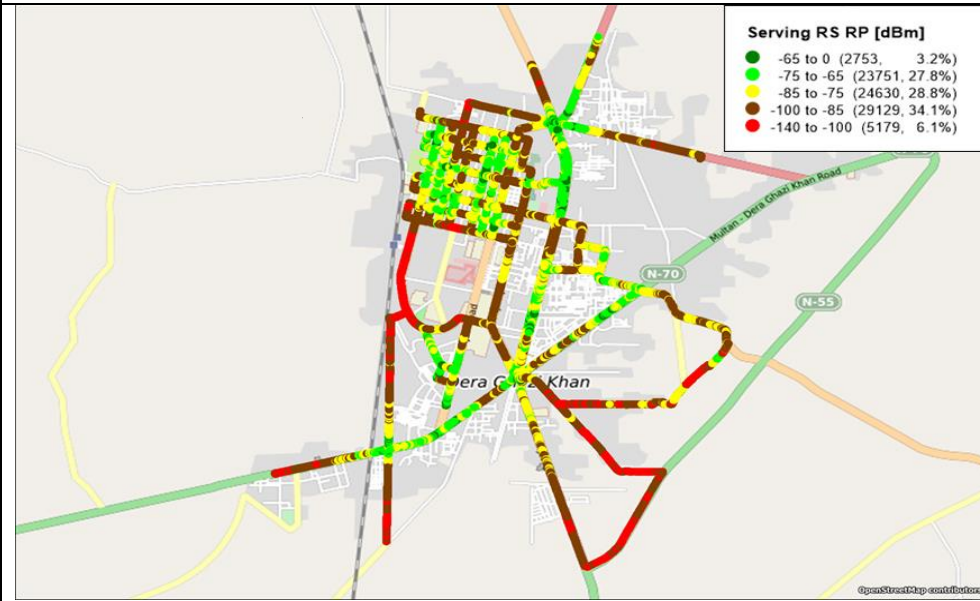 Serving RS RP [dBm]
-65 to 0 (2753, 3.2%)
-75 to -65 (23751, 27.8%)
-85 to -75 (24630, 28.8%)
-100 to -85 (29129, 34.1%)
-140 to -100 (5179, 6.1%)
Multan - Dera Ghazi Khan Road
N-70
N-55
Dera Ghazi Khan
OpenStreetMap contributors